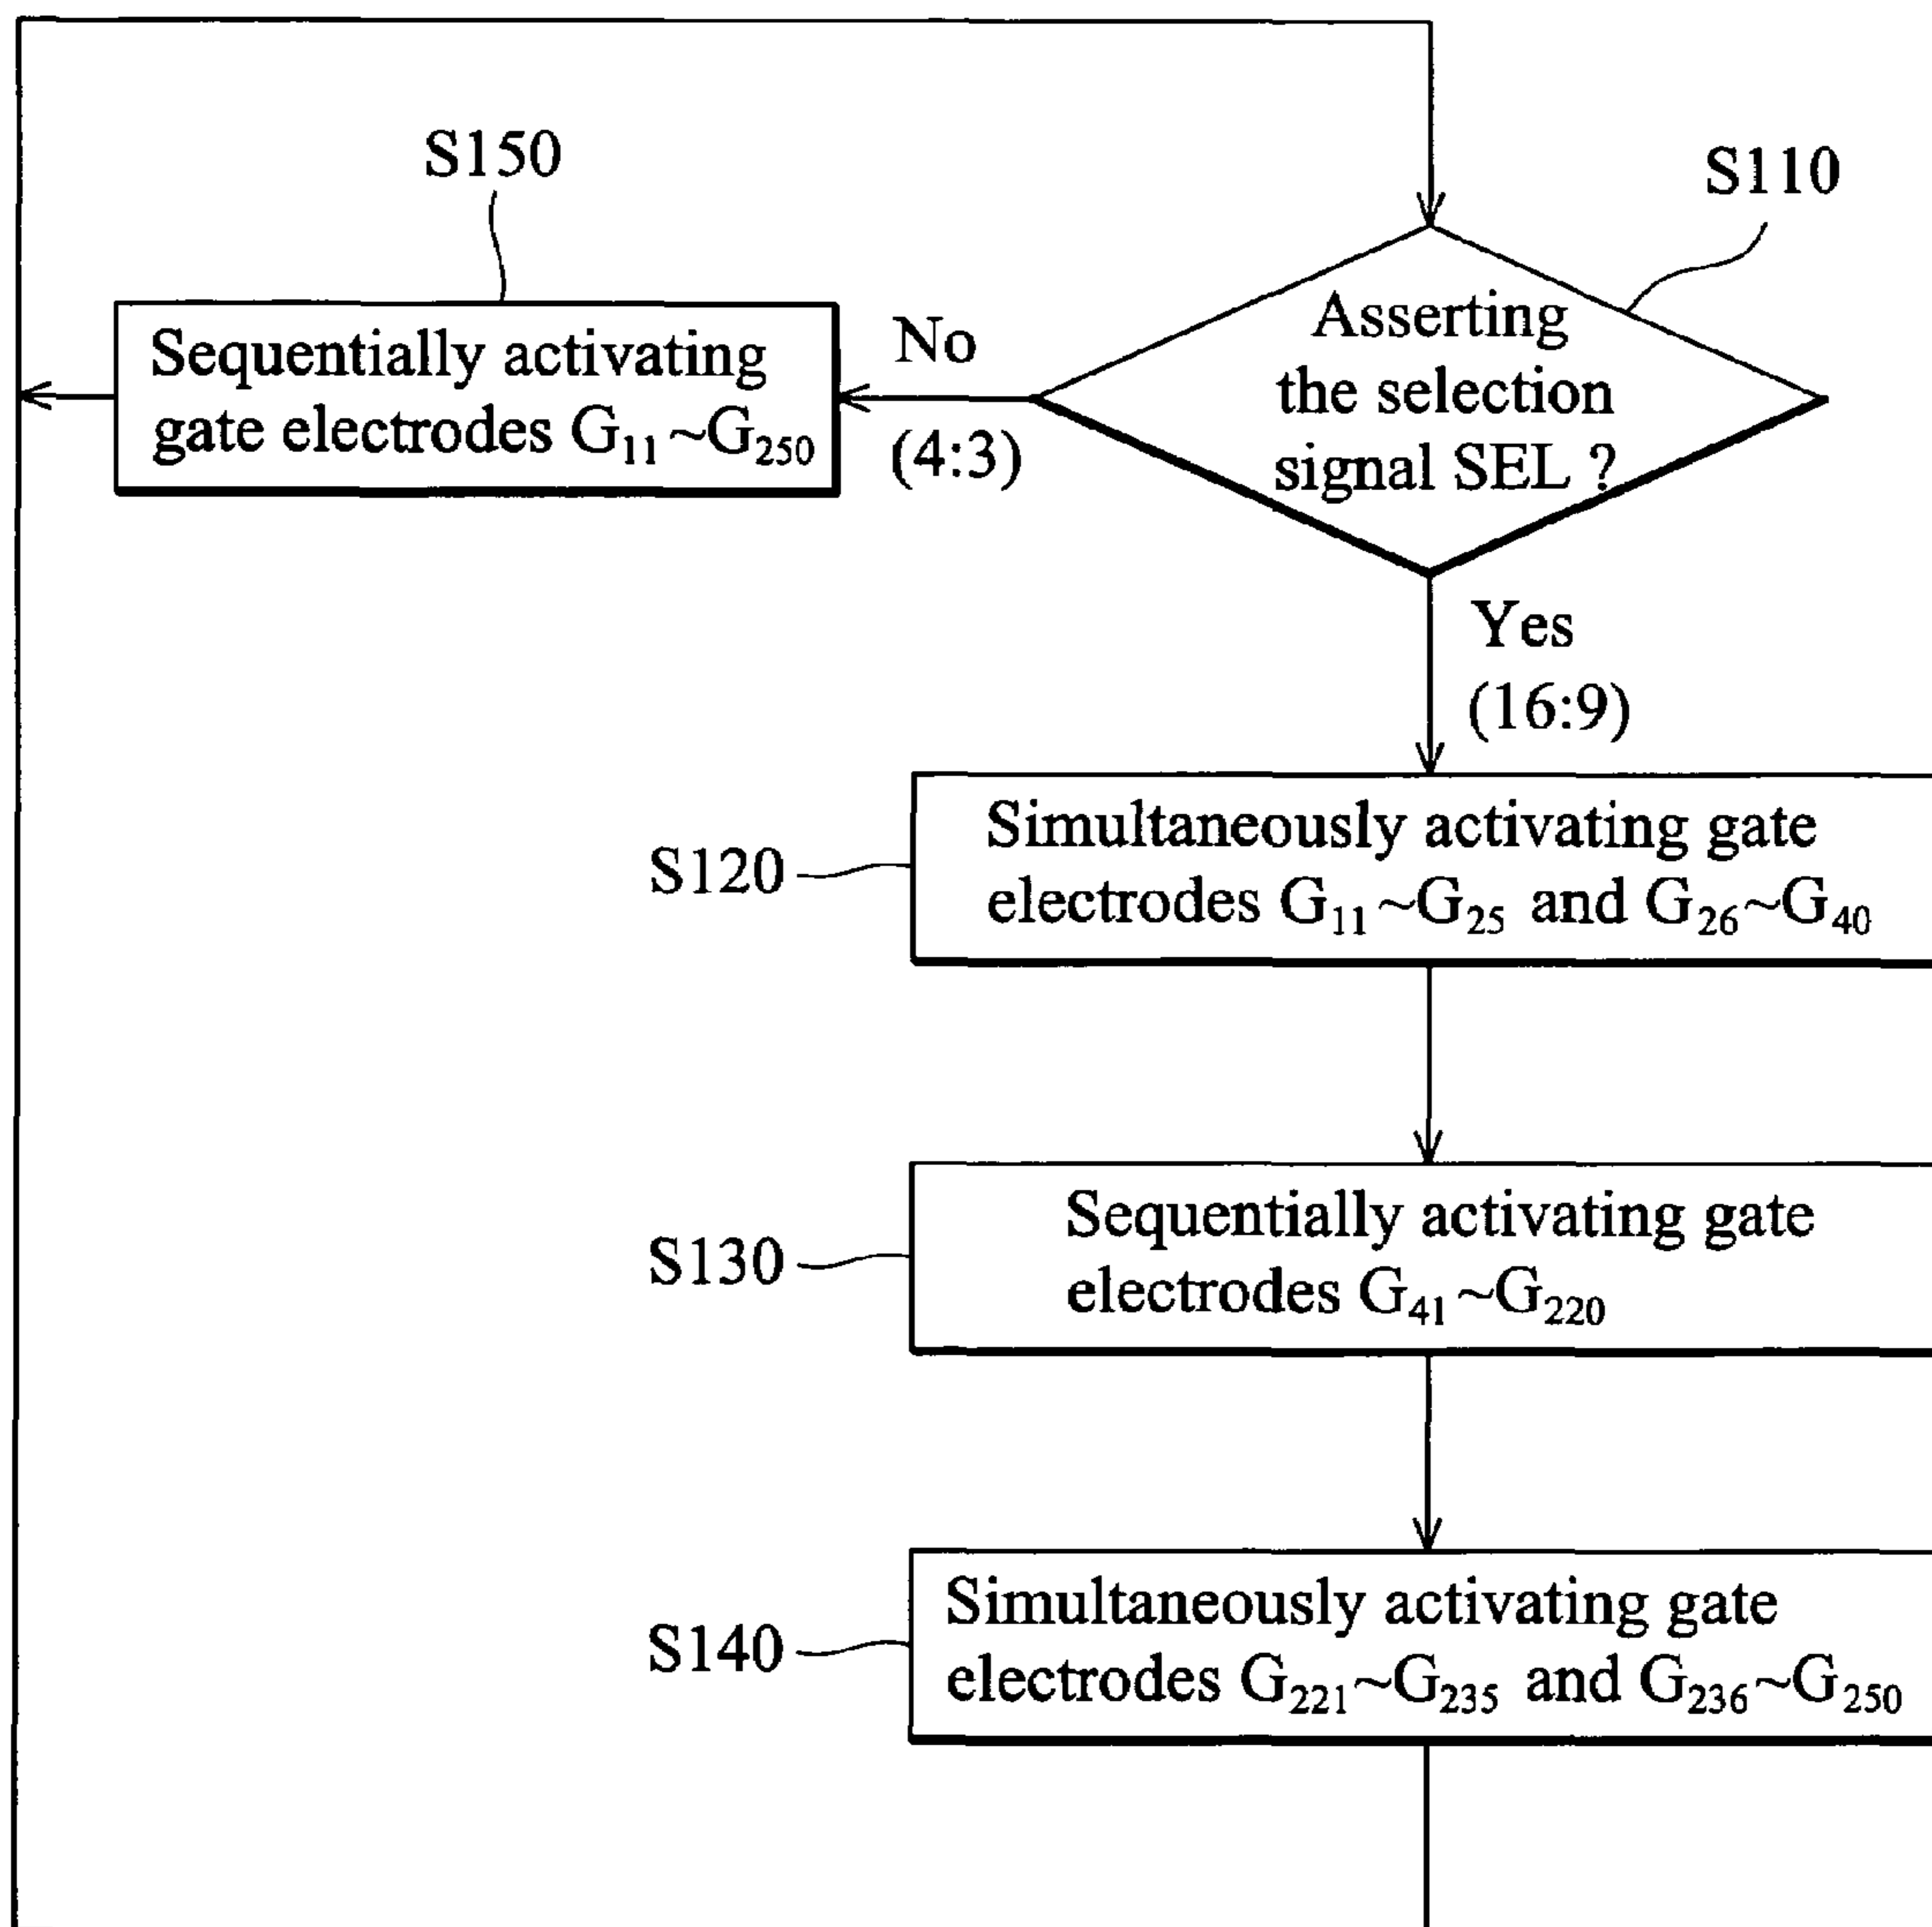 S150
S110
Sequentially activating
gate electrodes G₁₁~G₂₅₀
No
(4:3)
Asserting
the selection
signal SEL ?
Yes
(16:9)
S120
Simultaneously activating gate
electrodes G₁₁~G₂₅ and G₂₆~G₄₀
S130
Sequentially activating gate
electrodes G₄₁~G₂₂₀
S140
Simultaneously activating gate
electrodes G₂₂₁~G₂₃₅ and G₂₃₆~G₂₅₀